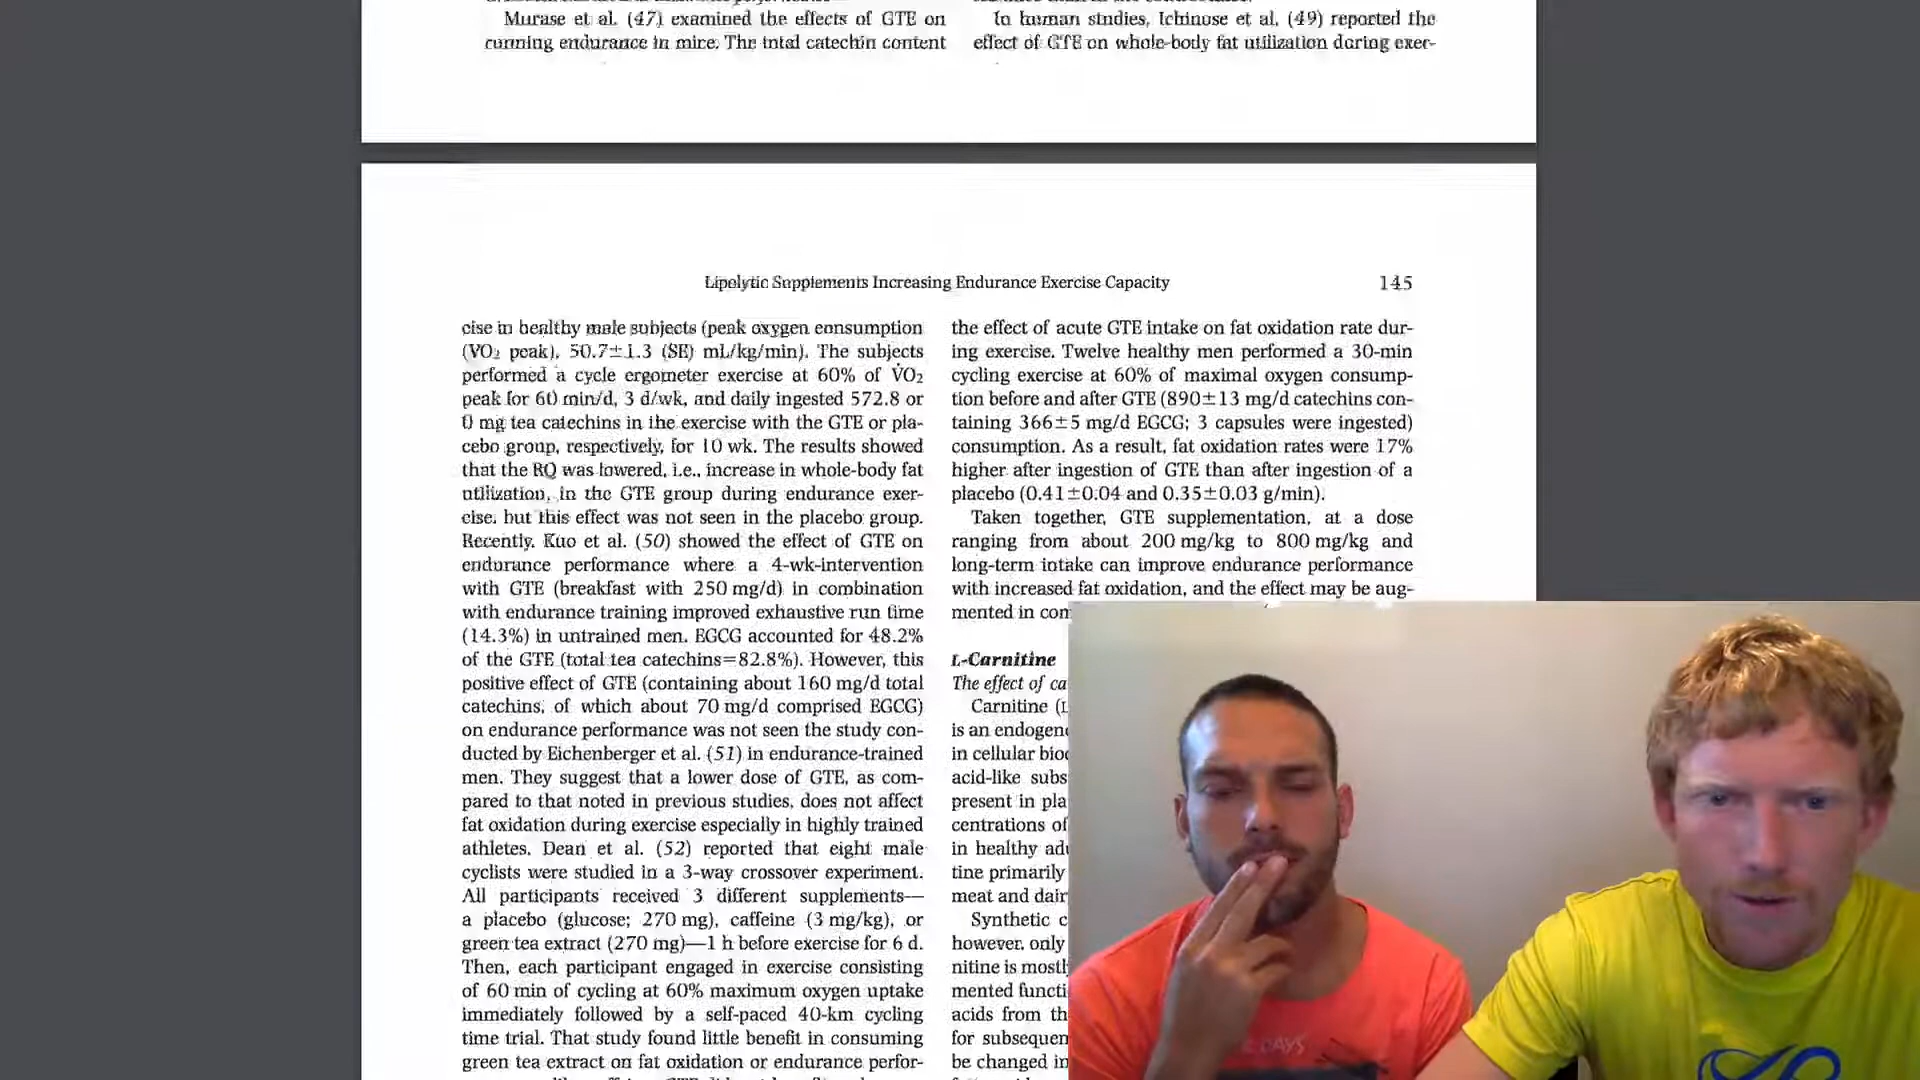 Murase et al. (47) examined the effects of GTE on
running endurance in mice. The total catechin content
In human studies, Ichinose et al. (49) reported the
effect of GTE on whole-body fat utilization during exer-
Lipolytic Supplements Increasing Endurance Exercise Capacity
145
cise in healthy male subjects (peak oxygen consumption
(V̇O₂ peak), 50.7±1.3 (SE) mL/kg/min). The subjects
performed a cycle ergometer exercise at 60% of V̇O₂
peak for 60 min/d, 3 d/wk, and daily ingested 572.8 or
0 mg tea catechins in the exercise with the GTE or pla-
cebo group, respectively, for 10 wk. The results showed
that the RQ was lowered, i.e., increase in whole-body fat
utilization, in the GTE group during endurance exer-
cise, but this effect was not seen in the placebo group.
Recently, Kuo et al. (50) showed the effect of GTE on
endurance performance where a 4-wk-intervention
with GTE (breakfast with 250 mg/d) in combination
with endurance training improved exhaustive run time
(14.3%) in untrained men. EGCG accounted for 48.2%
of the GTE (total tea catechins=82.8%). However, this
positive effect of GTE (containing about 160 mg/d total
catechins, of which about 70 mg/d comprised EGCG)
on endurance performance was not seen the study con-
ducted by Eichenberger et al. (51) in endurance-trained
men. They suggest that a lower dose of GTE, as com-
pared to that noted in previous studies, does not affect
fat oxidation during exercise especially in highly trained
athletes. Dean et al. (52) reported that eight male
cyclists were studied in a 3-way crossover experiment.
All participants received 3 different supplements—
a placebo (glucose; 270 mg), caffeine (3 mg/kg), or
green tea extract (270 mg)—1 h before exercise for 6 d.
Then, each participant engaged in exercise consisting
of 60 min of cycling at 60% maximum oxygen uptake
immediately followed by a self-paced 40-km cycling
time trial. That study found little benefit in consuming
green tea extract on fat oxidation or endurance perfor-
the effect of acute GTE intake on fat oxidation rate dur-
ing exercise. Twelve healthy men performed a 30-min
cycling exercise at 60% of maximal oxygen consump-
tion before and after GTE (890±13 mg/d catechins con-
taining 366±5 mg/d EGCG; 3 capsules were ingested)
consumption. As a result, fat oxidation rates were 17%
higher after ingestion of GTE than after ingestion of a
placebo (0.41±0.04 and 0.35±0.03 g/min).
Taken together, GTE supplementation, at a dose
ranging from about 200 mg/kg to 800 mg/kg and
long-term intake can improve endurance performance
with increased fat oxidation, and the effect may be aug-
mented in com
L-Carnitine
The effect of ca
Carnitine (L
is an endogen
in cellular bio
acid-like subs
present in pla
centrations of
in healthy adu
tine primarily
meat and dair
Synthetic c
however, only
nitine is mostl
mented functi
acids from th
for subsequen
be changed in
DAYS